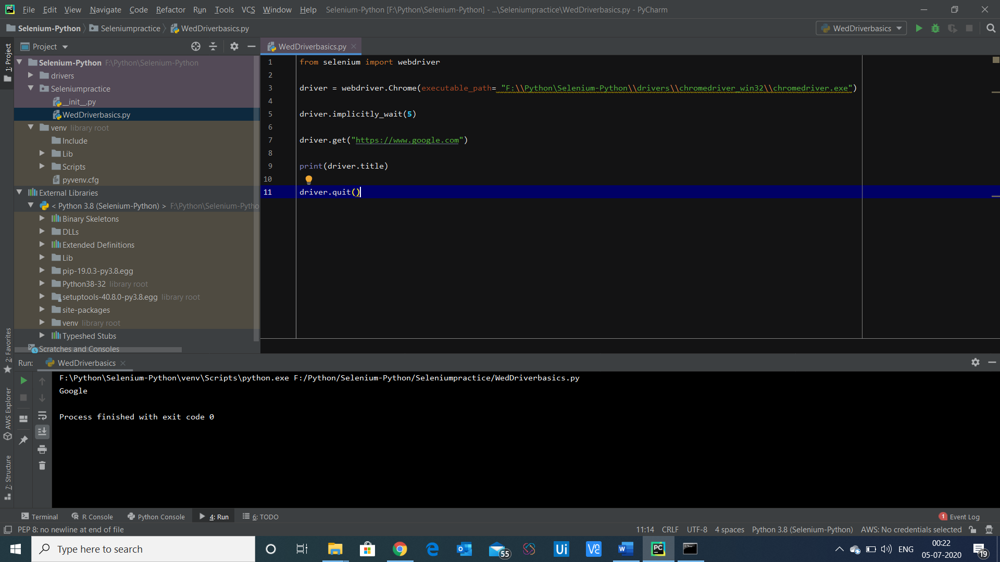 File Edit View Navigate Code Refactor Run Tools VCS Window Help Selenium-Python [F:\Python\Selenium-Python] - ...\Seleniumpractice\WedDriverbasics.py - PyCharm
Selenium-Python Seleniumpractice WedDriverbasics.py WedDriverbasics
1: Project
Project
Selenium-Python F:\Python\Selenium-Python
drivers
Seleniumpractice
__init__.py
WedDriverbasics.py
venv library root
Include
Lib
Scripts
pyvenv.cfg
External Libraries
< Python 3.8 (Selenium-Python) > F:\Python\Selenium-Pytho
Binary Skeletons
DLLs
Extended Definitions
Lib
pip-19.0.3-py3.8.egg
Python38-32 library root
setuptools-40.8.0-py3.8.egg library root
site-packages
venv library root
Typeshed Stubs
Scratches and Consoles
WedDriverbasics.py
1 from selenium import webdriver
2
3 driver = webdriver.Chrome(executable_path= "F:\\Python\Selenium-Python\\drivers\\chromedriver_win32\\chromedriver.exe")
4
5 driver.implicitly_wait(5)
6
7 driver.get("https://www.google.com")
8
9 print(driver.title)
10
11 driver.quit()
2: Favorites
AWS Explorer
7: Structure
Run: WedDriverbasics
F:\Python\Selenium-Python\venv\Scripts\python.exe F:/Python/Selenium-Python/Seleniumpractice/WedDriverbasics.py
Google
Process finished with exit code 0
Terminal R Console Python Console 4: Run 6: TODO 1 Event Log
PEP 8: no newline at end of file 11:14 CRLF UTF-8 4 spaces Python 3.8 (Selenium-Python) AWS: No credentials selected
Type here to search 55 Ui PC ENG 00:22 19
05-07-2020